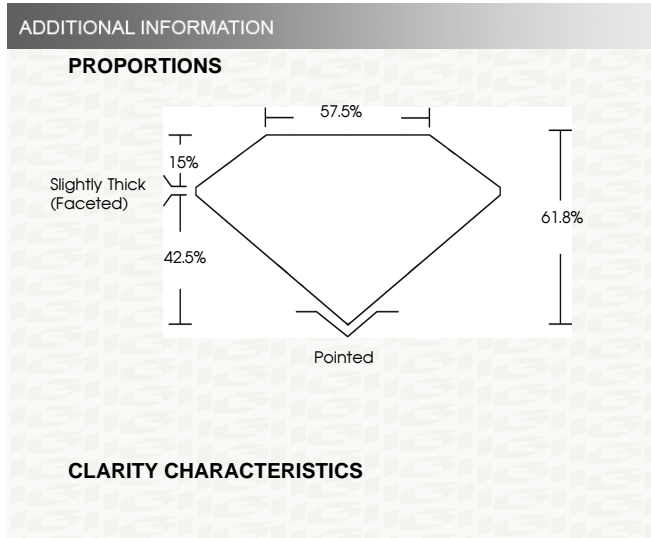 ADDITIONAL INFORMATION
PROPORTIONS
57.5%
15%
Slightly Thick
(Faceted)
61.8%
42.5%
Pointed
CLARITY CHARACTERISTICS